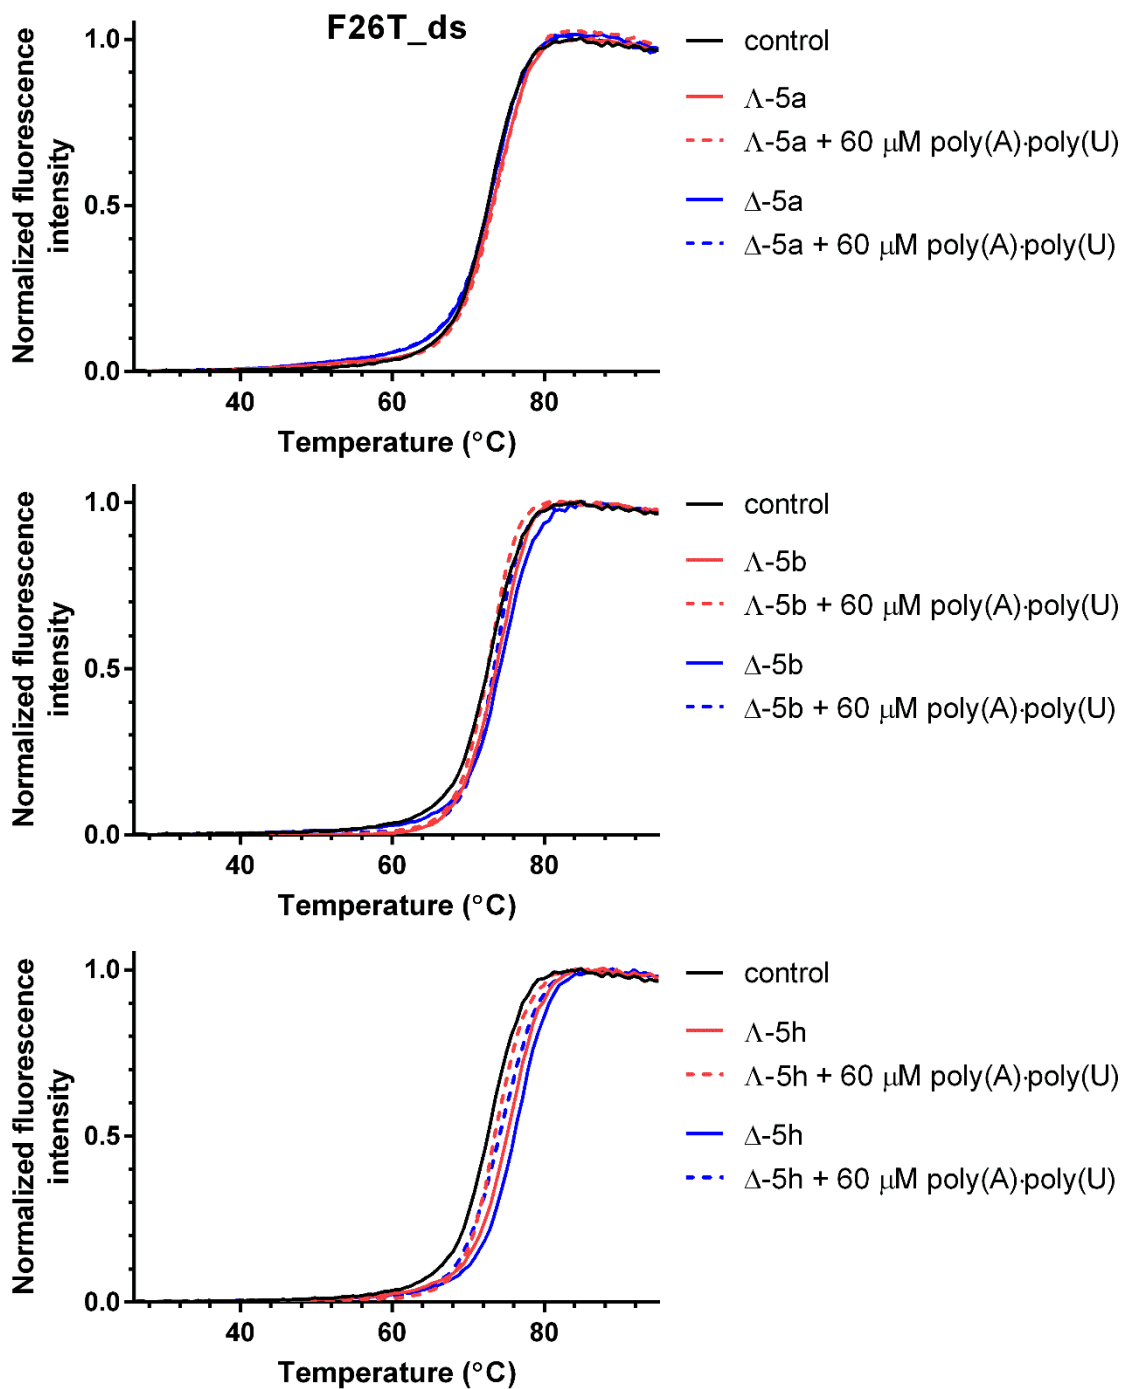 F26T_ds
Normalized fluorescence
intensity
1.0
0.5
0.0
40 60 80
Temperature (°C)
control
Λ-5a
Λ-5a + 60 μM poly(A)·poly(U)
Δ-5a
Δ-5a + 60 μM poly(A)·poly(U)
Normalized fluorescence
intensity
1.0
0.5
0.0
40 60 80
Temperature (°C)
control
Λ-5b
Λ-5b + 60 μM poly(A)·poly(U)
Δ-5b
Δ-5b + 60 μM poly(A)·poly(U)
Normalized fluorescence
intensity
1.0
0.5
0.0
40 60 80
Temperature (°C)
control
Λ-5h
Λ-5h + 60 μM poly(A)·poly(U)
Δ-5h
Δ-5h + 60 μM poly(A)·poly(U)